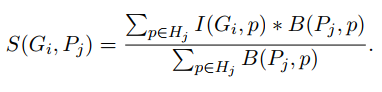 S(G_i, P_j) = \frac{\sum_{p \in H_j} I(G_i, p) * B(P_j, p)}{\sum_{p \in H_j} B(P_j, p)}.